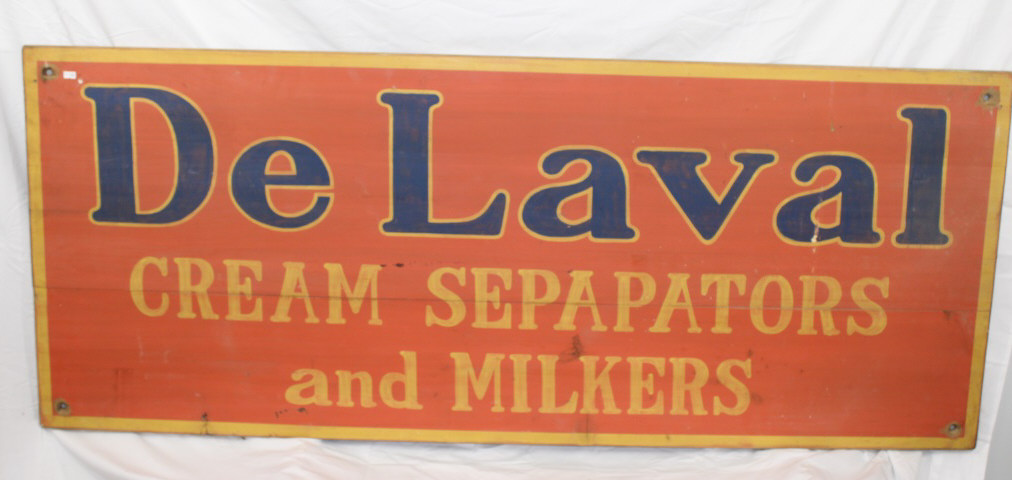 De Laval
CREAM SEPAPATORS
and MILKERS